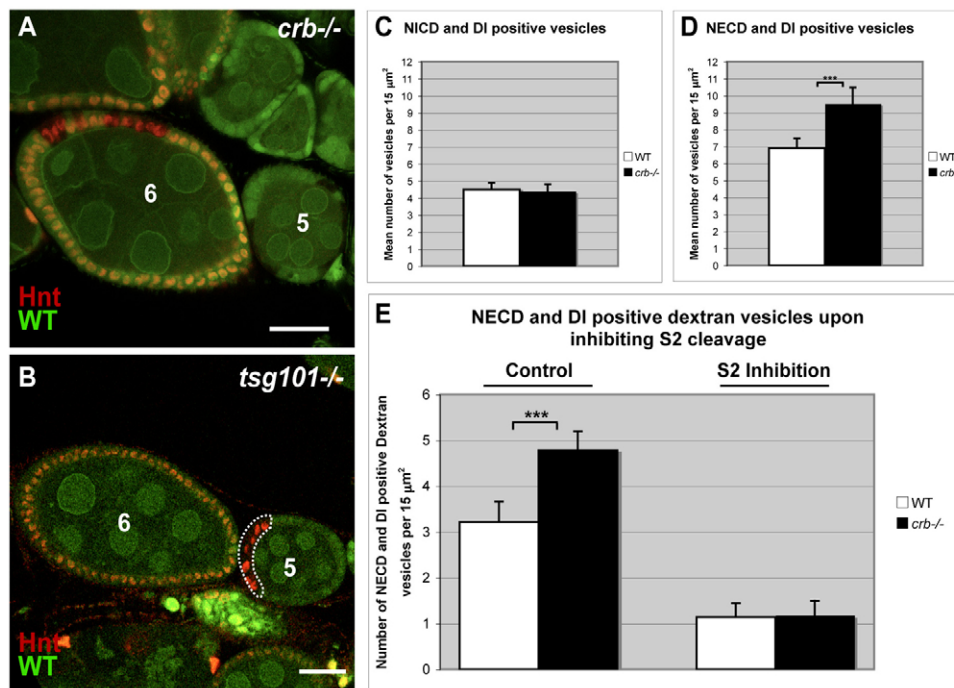 A
crb-/-
6
5
Hnt
WT
B
tsg101-/-
6
5
Hnt
WT
C
NICD and Dl positive vesicles
Mean number of vesicles per 15 µm²
12
11
10
9
8
7
6
5
4
3
2
1
0
WT
crb-/-
D
NECD and Dl positive vesicles
Mean number of vesicles per 15 µm²
12
11
10
9
8
7
6
5
4
3
2
1
0
***
WT
crb-/-
E
NECD and Dl positive dextran vesicles upon
inhibiting S2 cleavage
Control
S2 Inhibition
Number of NECD and Dl positive Dextran
vesicles per 15 µm²
6
5
4
3
2
1
0
***
WT
crb-/-